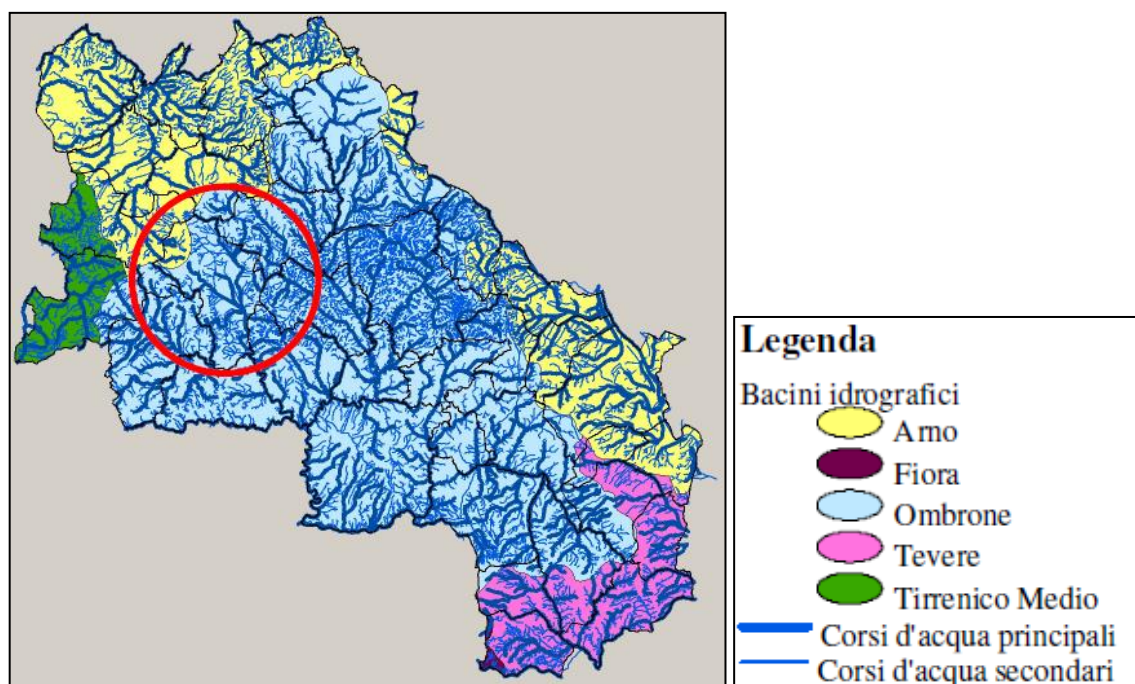 Legenda
Bacini idrografici
Arno
Fiora
Ombrone
Tevere
Tirrenico Medio
Corsi d'acqua principali
Corsi d'acqua secondari